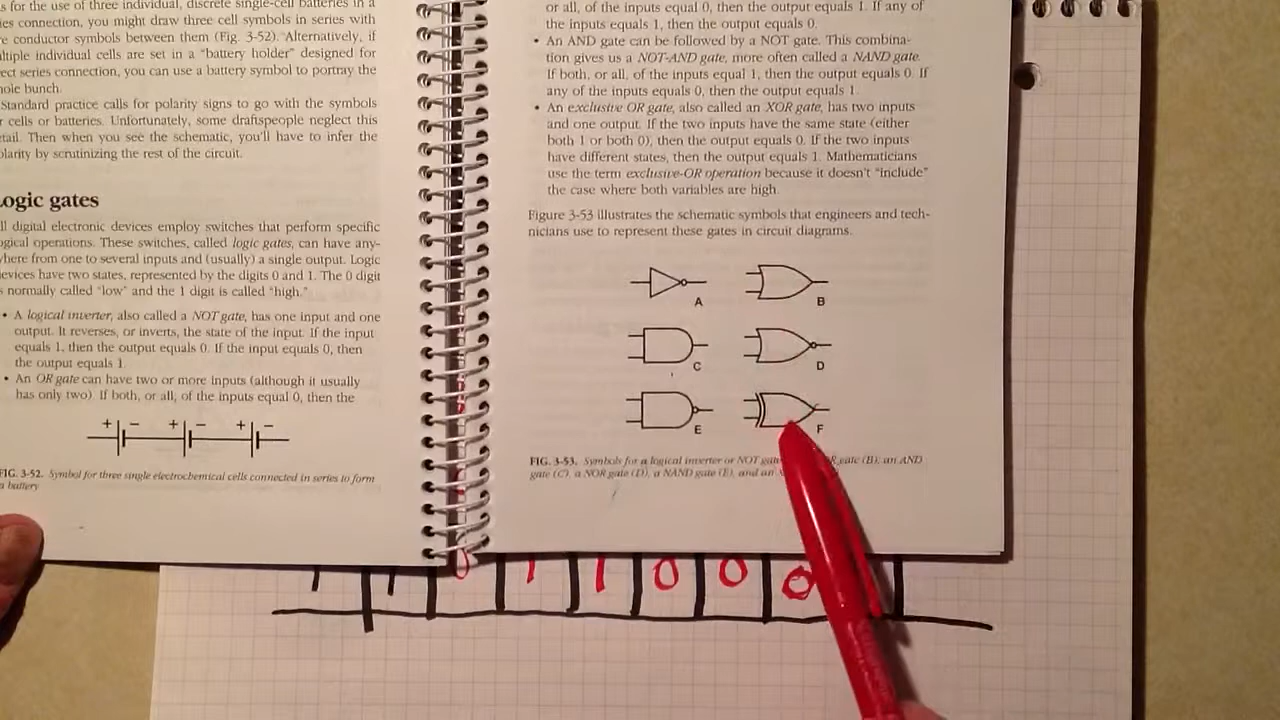 for the use of three individual, discrete single-cell batteries in a
connection, you might draw three cell symbols in series with
conductor symbols between them (Fig. 3-52). Alternatively, if
individual cells are set in a "battery holder" designed for
series connection, you can use a battery symbol to portray the
bunch.
Standard practice calls for polarity signs to go with the symbols
cells or batteries. Unfortunately, some draftspeople neglect this
Then when you see the schematic, you'll have to infer the
by scrutinizing the rest of the circuit.
Logic gates
digital electronic devices employ switches that perform specific
operations. These switches, called logic gates, can have any-
where from one to several inputs and (usually) a single output. Logic
devices have two states, represented by the digits 0 and 1. The 0 digit
normally called "low" and the 1 digit is called "high."
• A logical inverter, also called a NOT gate, has one input and one
output. It reverses, or inverts, the state of the input. If the input
equals 1, then the output equals 0. If the input equals 0, then
the output equals 1.
• An OR gate can have two or more inputs (although it usually
has only two). If both, or all, of the inputs equal 0, then the
+ − + − + −
FIG. 3-52. Symbol for three single electrochemical cells connected in series to form
a battery
or all, of the inputs equal 0, then the output equals 1. If any of
the inputs equals 1, then the output equals 0.
• An AND gate can be followed by a NOT gate. This combina-
tion gives us a NOT-AND gate, more often called a NAND gate.
If both, or all, of the inputs equal 1, then the output equals 0. If
any of the inputs equals 0, then the output equals 1.
• An exclusive OR gate, also called an XOR gate, has two inputs
and one output. If the two inputs have the same state (either
both 1 or both 0), then the output equals 0. If the two inputs
have different states, then the output equals 1. Mathematicians
use the term exclusive-OR operation because it doesn't "include"
the case where both variables are high.
Figure 3-53 illustrates the schematic symbols that engineers and tech-
nicians use to represent these gates in circuit diagrams.
A B
C D
E F
FIG. 3-53. Symbols for a logical inverter or NOT gate (B), an AND
gate (C), a NOR gate (D), a NAND gate (E), and an
1 1 0 1 1 0 0 0